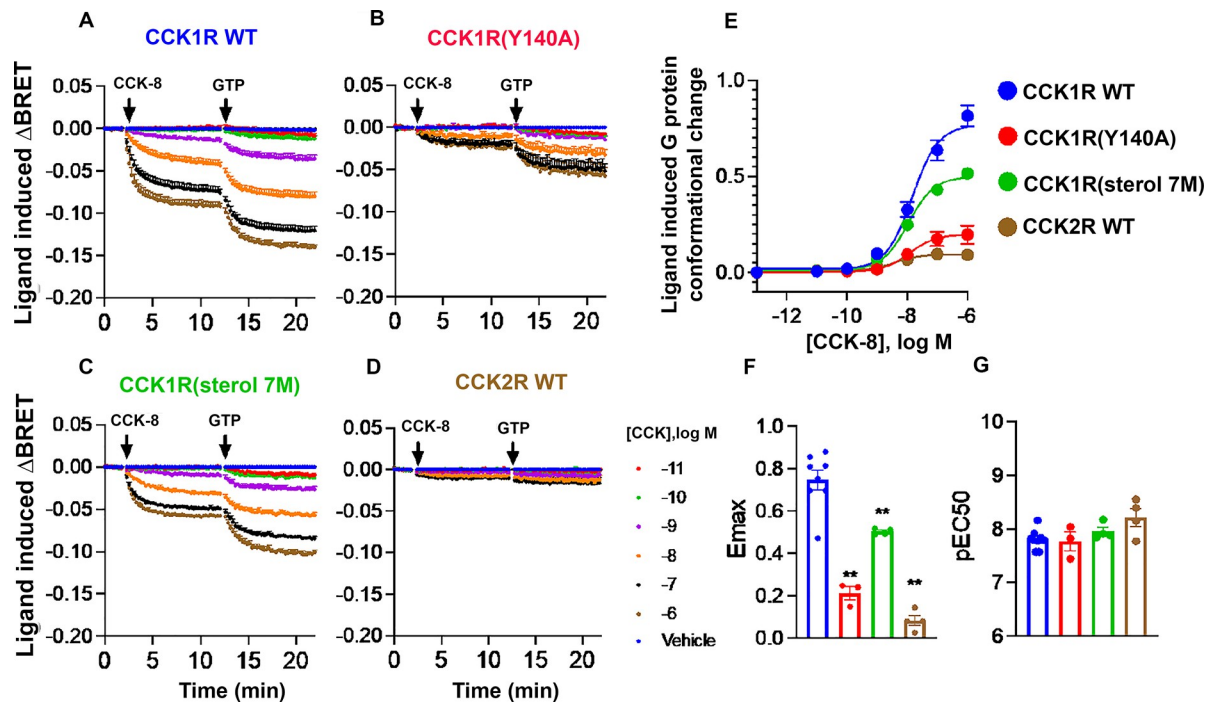 A
CCK1R WT
Ligand induced ΔBRET
0.05
0.00
-0.05
-0.10
-0.15
-0.20
CCK-8
GTP
0
5
10
15
20
B
CCK1R(Y140A)
0.05
0.00
-0.05
-0.10
-0.15
-0.20
CCK-8
GTP
0
5
10
15
20
C
CCK1R(sterol 7M)
Ligand induced ΔBRET
0.05
0.00
-0.05
-0.10
-0.15
-0.20
CCK-8
GTP
0
5
10
15
20
Time (min)
D
CCK2R WT
0.05
0.00
-0.05
-0.10
-0.15
-0.20
CCK-8
GTP
0
5
10
15
20
Time (min)
[CCK],log M
-11
-10
-9
-8
-7
-6
Vehicle
E
Ligand induced G protein
conformational change
1.0
0.5
0.0
-12
-10
-8
-6
[CCK-8], log M
CCK1R WT
CCK1R(Y140A)
CCK1R(sterol 7M)
CCK2R WT
F
Emax
1.0
0.8
0.6
0.4
0.2
0.0
**
**
**
G
pEC50
10
9
8
7
6